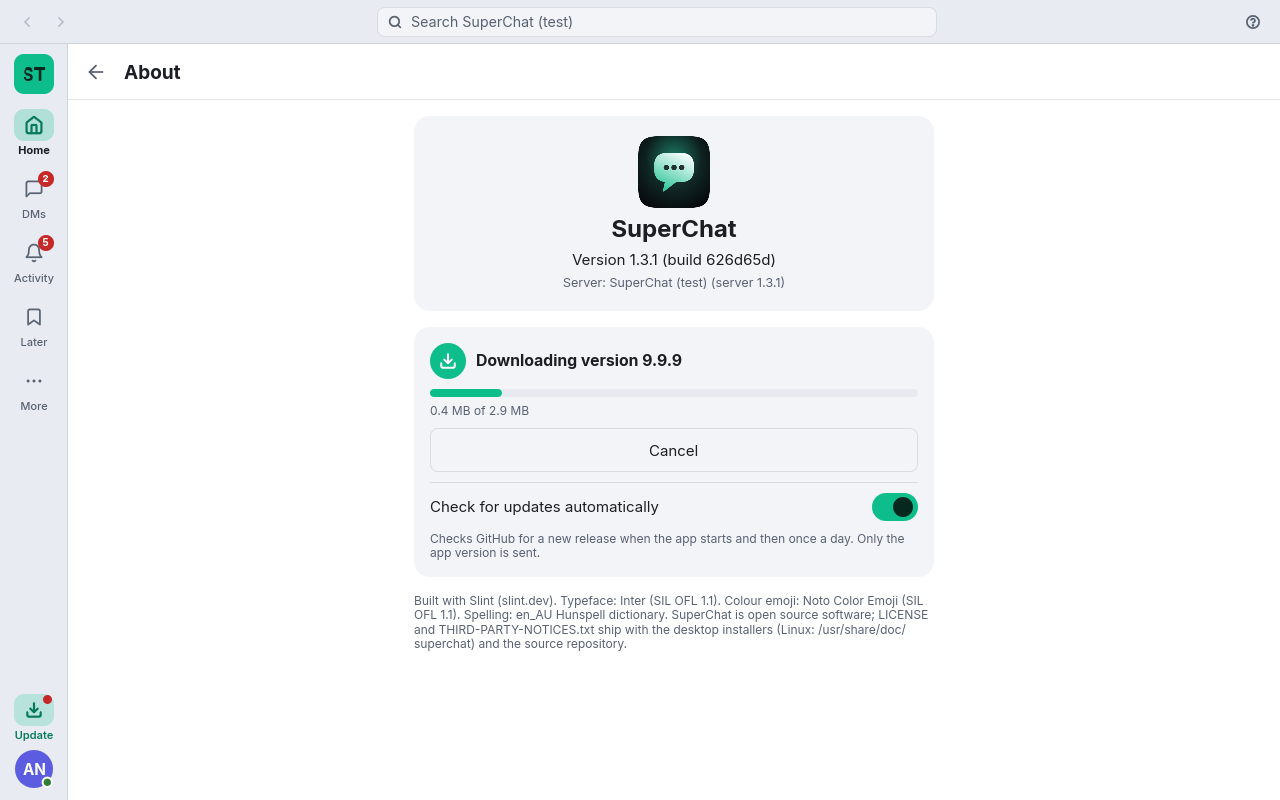 Search SuperChat (test)
ST
About
Home
2
DMs
5
Activity
Later
More
SuperChat
Version 1.3.1 (build 626d65d)
Server: SuperChat (test) (server 1.3.1)
Downloading version 9.9.9
0.4 MB of 2.9 MB
Cancel
Check for updates automatically
Checks GitHub for a new release when the app starts and then once a day. Only the
app version is sent.
Built with Slint (slint.dev). Typeface: Inter (SIL OFL 1.1). Colour emoji: Noto Color Emoji (SIL
OFL 1.1). Spelling: en_AU Hunspell dictionary. SuperChat is open source software; LICENSE
and THIRD-PARTY-NOTICES.txt ship with the desktop installers (Linux: /usr/share/doc/
superchat) and the source repository.
Update
AN